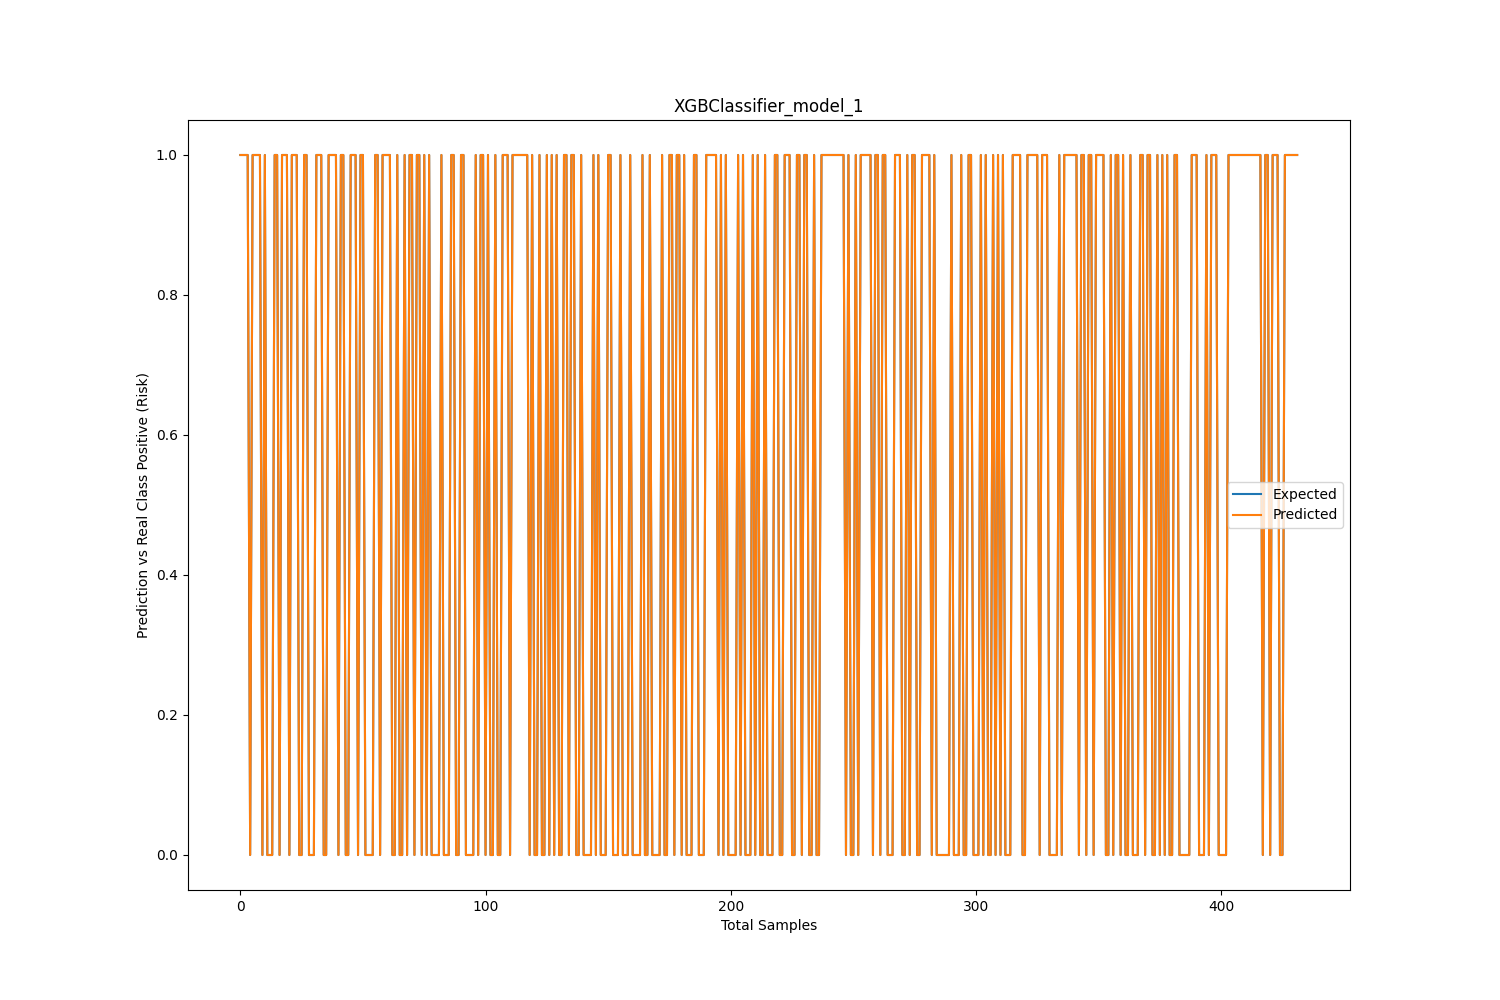 XGBClassifier_model_1
1.0
0.8
0.6
0.4
0.2
0.0
Prediction vs Real Class Positive (Risk)
Expected
Predicted
0 100 200 300 400
Total Samples